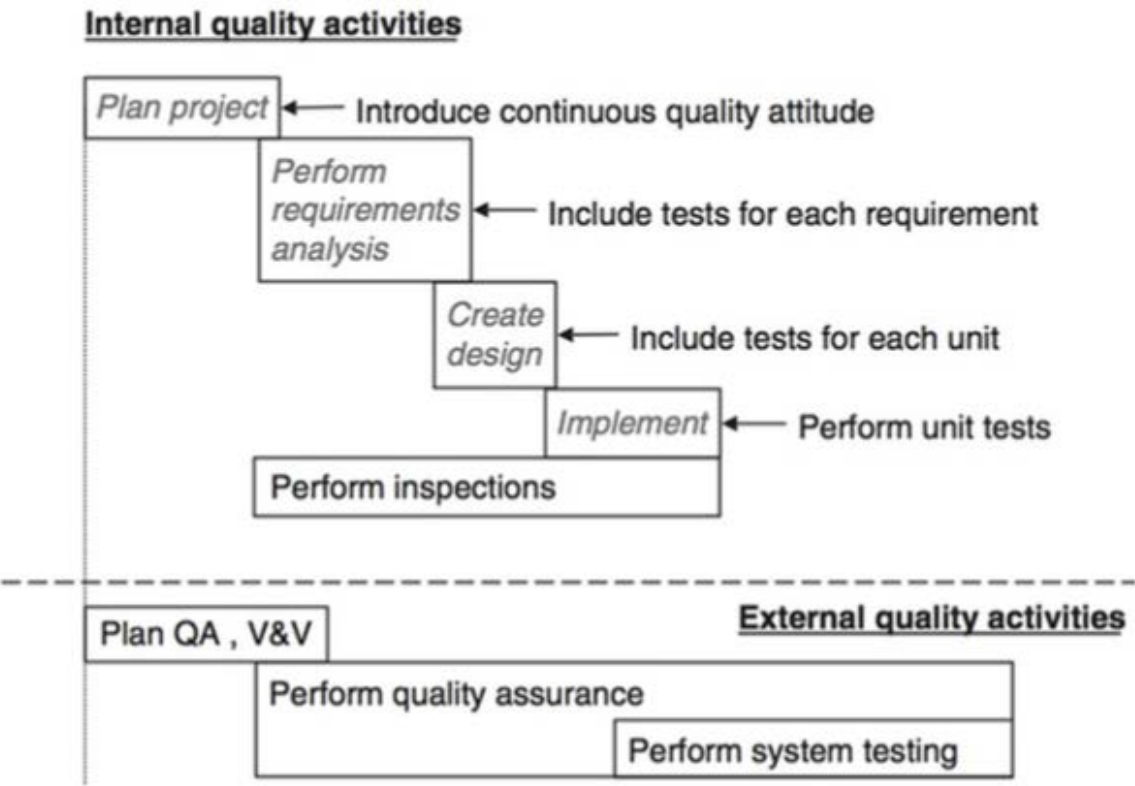 Internal quality activities
Plan project
Introduce continuous quality attitude
Perform
requirements
analysis
Include tests for each requirement
Create
design
Include tests for each unit
Implement
Perform unit tests
Perform inspections
Plan QA , V&V
External quality activities
Perform quality assurance
Perform system testing